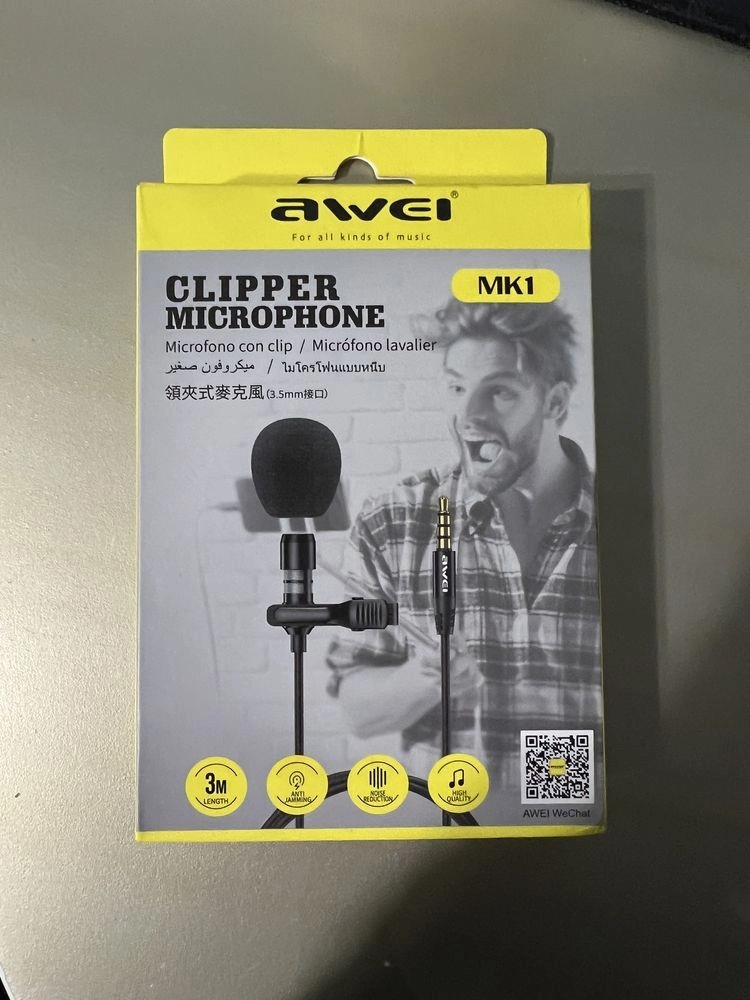 AWEI®
For all kinds of music
CLIPPER
MK1
MICROPHONE
Microfono con clip / Micrófono lavalier
ميكروفون صغير / ไมโครโฟนแบบหนีบ
領夾式麥克風 (3.5mm接口)
AWEI
3M
LENGTH
ANTI
JAMMING
NOISE
REDUCTION
HIGH
QUALITY
AWEI WeChat